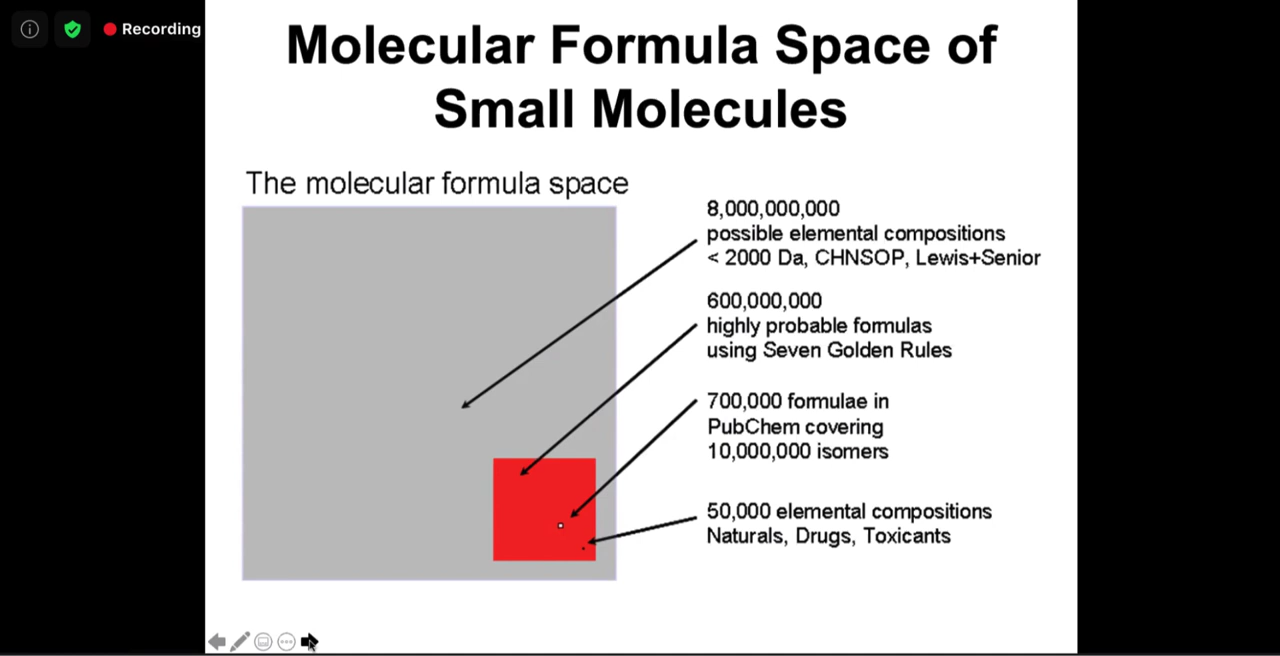 Recording
Molecular Formula Space of
Small Molecules
The molecular formula space
8,000,000,000
possible elemental compositions
< 2000 Da, CHNSOP, Lewis+Senior
600,000,000
highly probable formulas
using Seven Golden Rules
700,000 formulae in
PubChem covering
10,000,000 isomers
50,000 elemental compositions
Naturals, Drugs, Toxicants